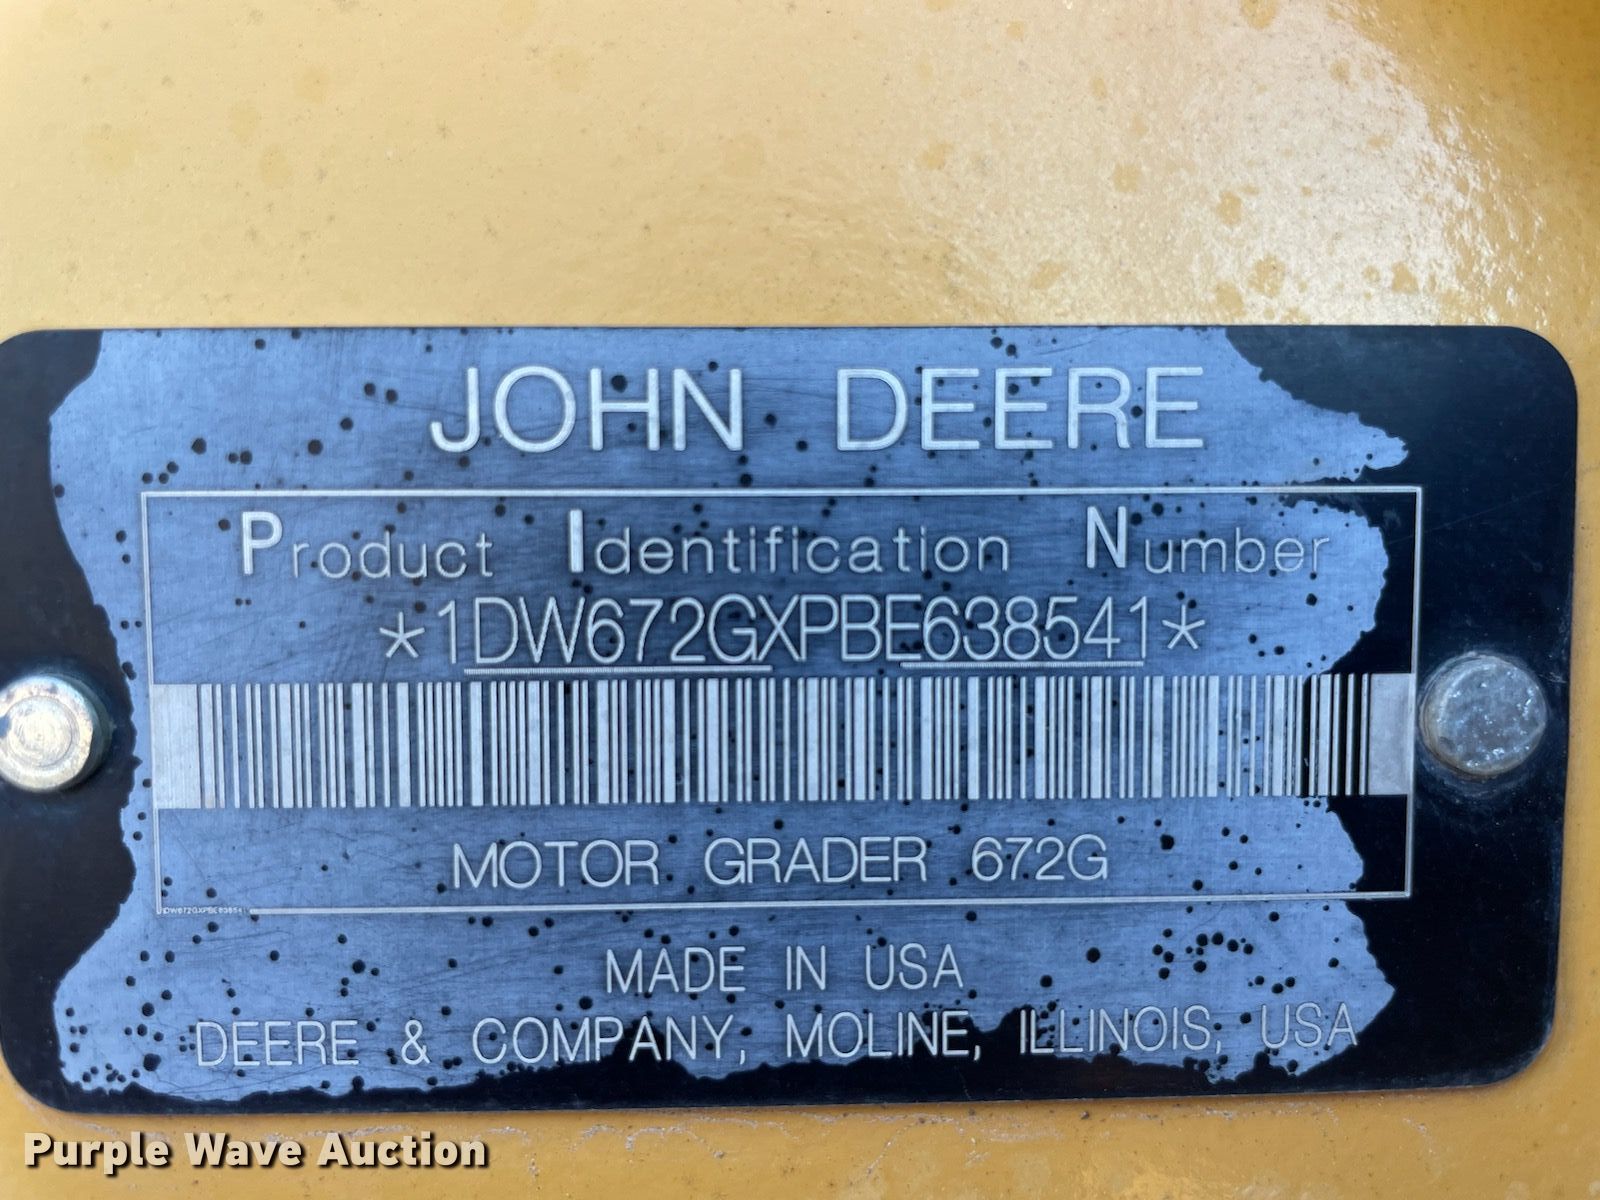 JOHN DEERE
Product Identification Number
*1DW672GXPBE638541*
MOTOR GRADER 672G
1DW672GXPBE638541
MADE IN USA
DEERE & COMPANY, MOLINE, ILLINOIS, USA
Purple Wave Auction